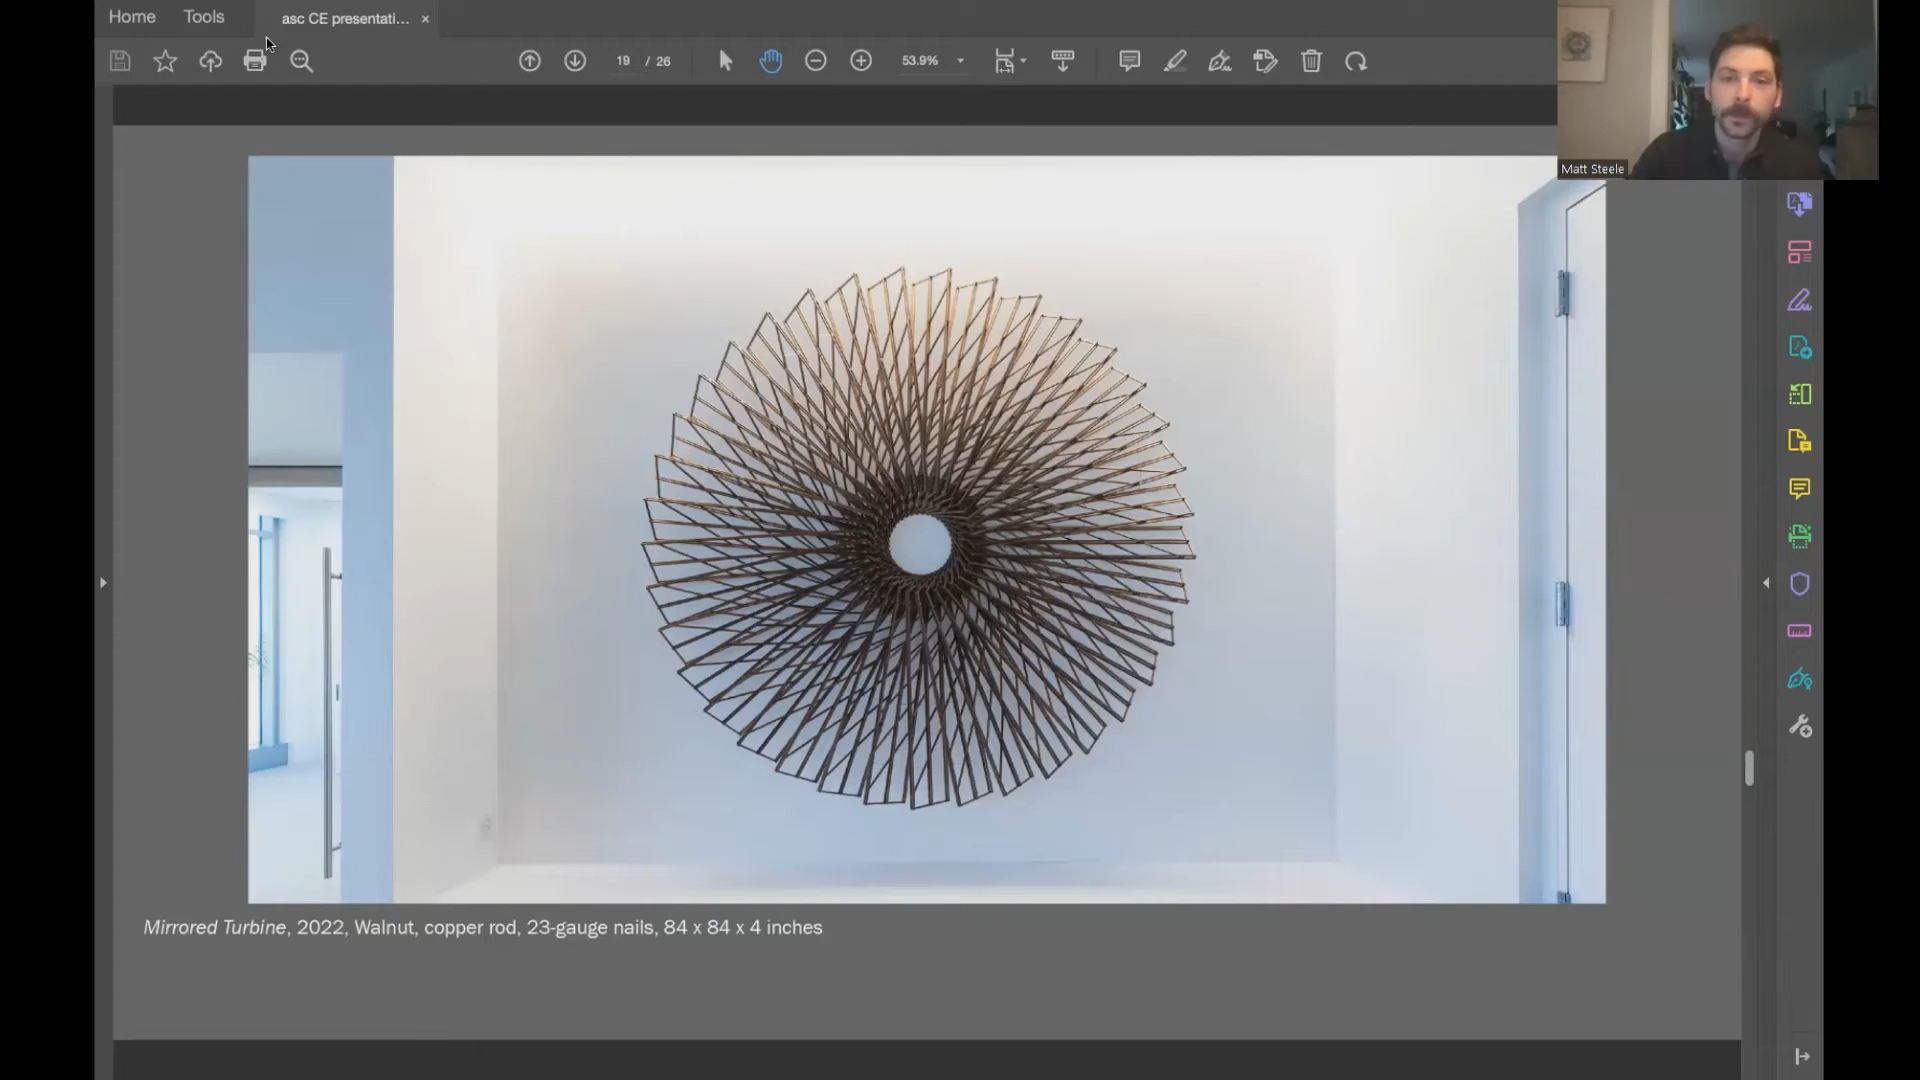 Home Tools asc CE presentati... ×
19 / 26 53.9%
Matt Steele
Mirrored Turbine, 2022, Walnut, copper rod, 23-gauge nails, 84 x 84 x 4 inches